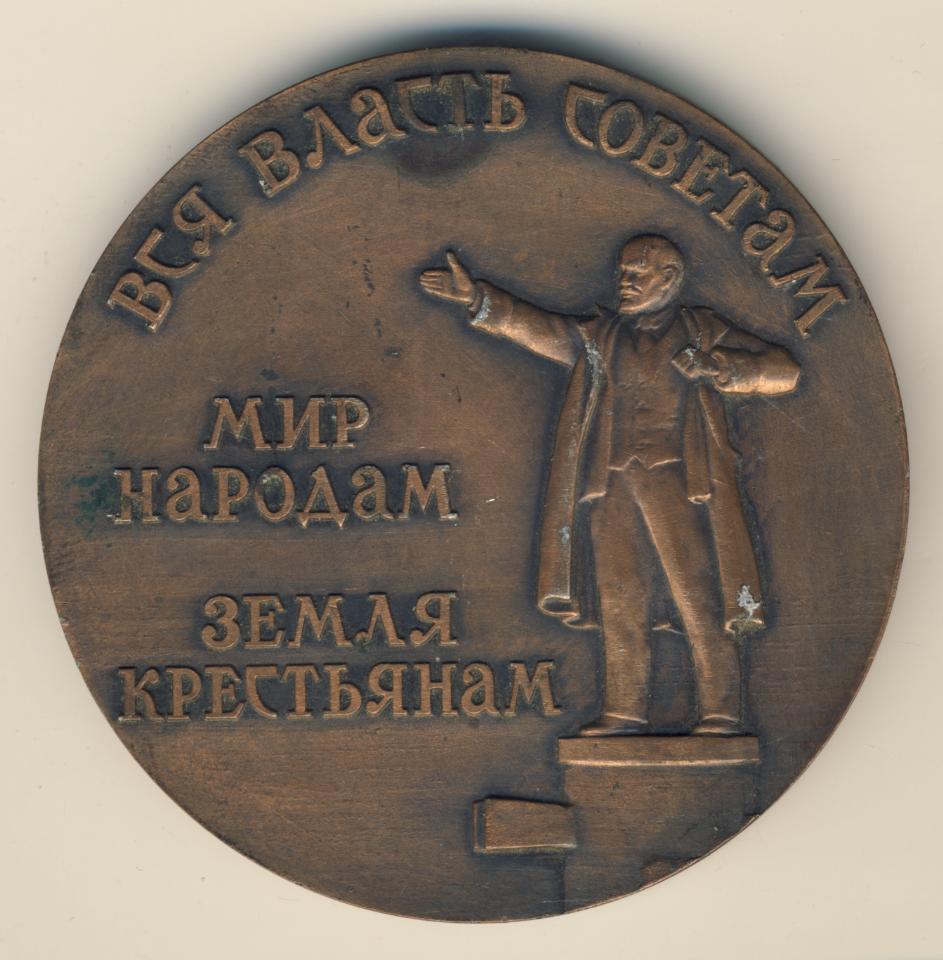 ВСЯ ВЛАСТЬ СОВЕТАМ
МИР
НАРОДАМ
ЗЕМЛЯ
КРЕСТЬЯНАМ